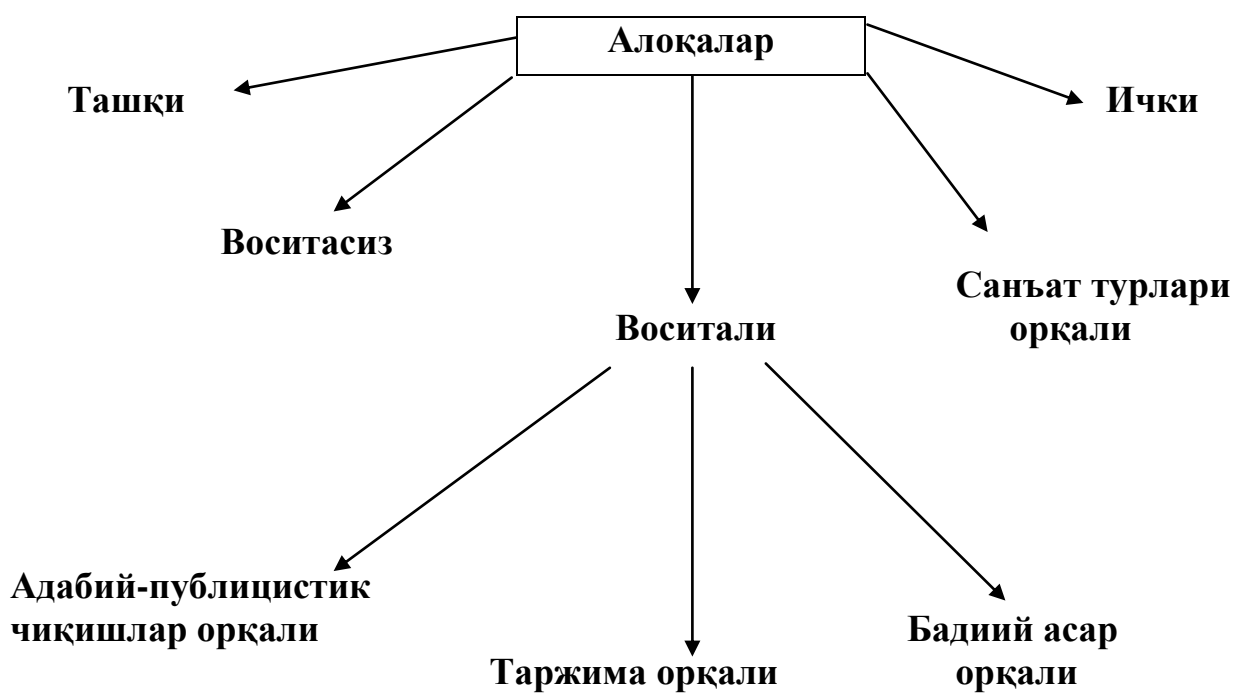 Алоқалар
Ташқи
Ички
Воситасиз
Санъат турлари
орқали
Воситали
Адабий-публицистик
чиқишлар орқали
Бадиий асар
орқали
Таржима орқали